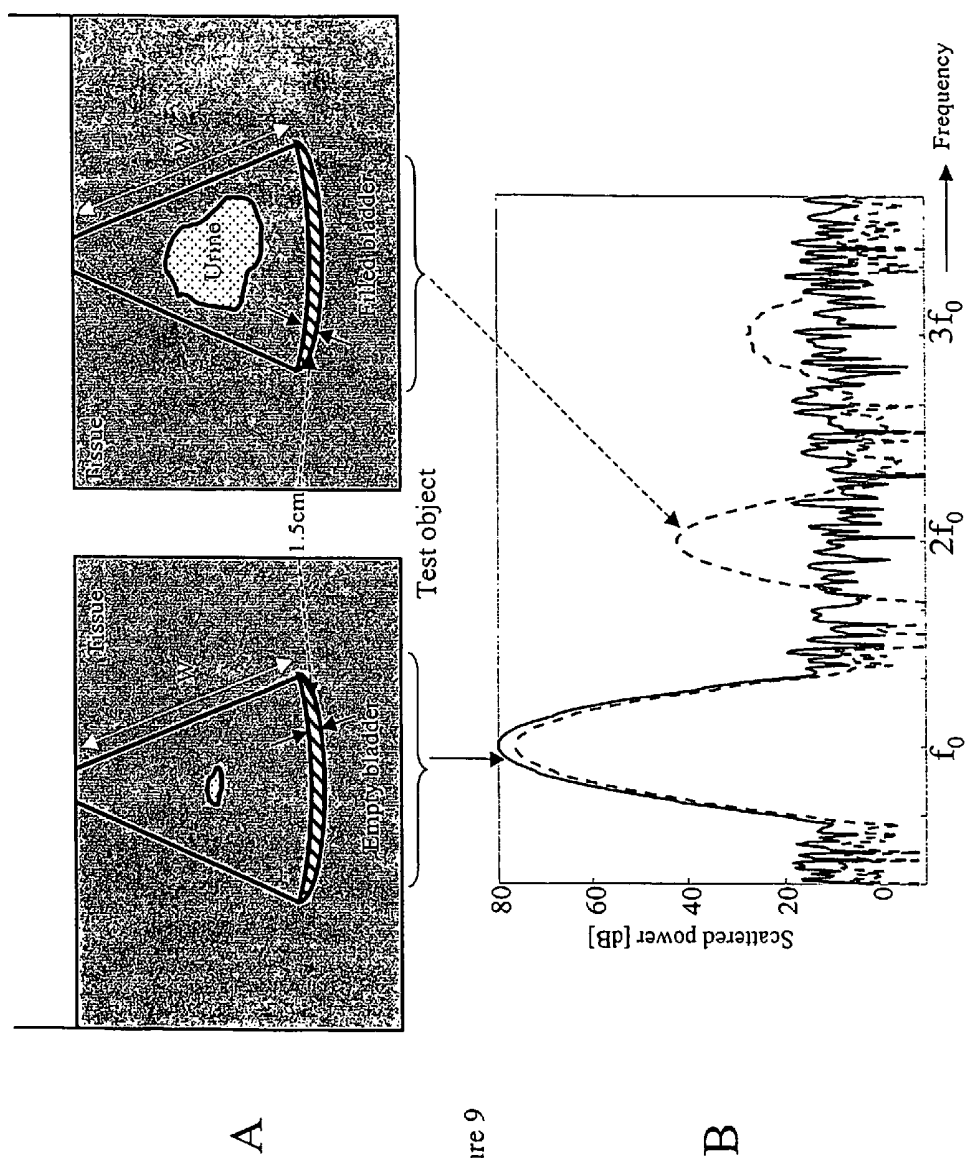 A
Tissue
W
Empty bladder
1.5cm
Tissue
W
Urine
Filled bladder
Test object
ure 9
B
Scattered power [dB]
80
60
40
20
0
f₀
2f₀
3f₀
Frequency